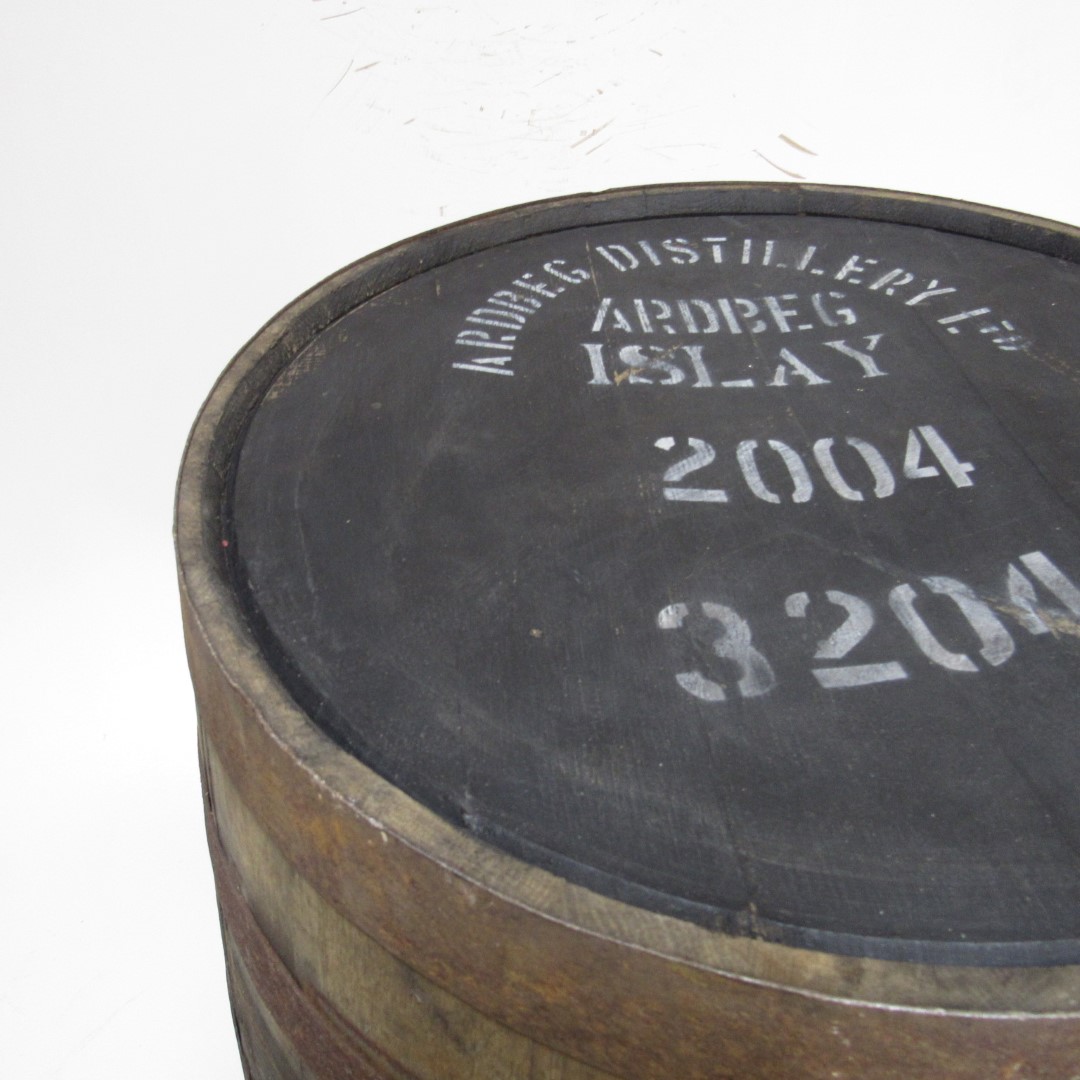 ARDBEG DISTILLERY LTD
ARDBEG
ISLAY
2004
3204